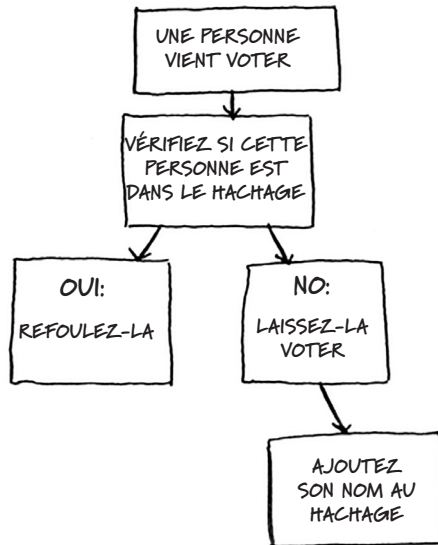 UNE PERSONNE
VIENT VOTER
VÉRIFIEZ SI CETTE
PERSONNE EST
DANS LE HACHAGE
OUI:
REFOULEZ-LA
NO:
LAISSEZ-LA
VOTER
AJOUTEZ
SON NOM AU
HACHAGE